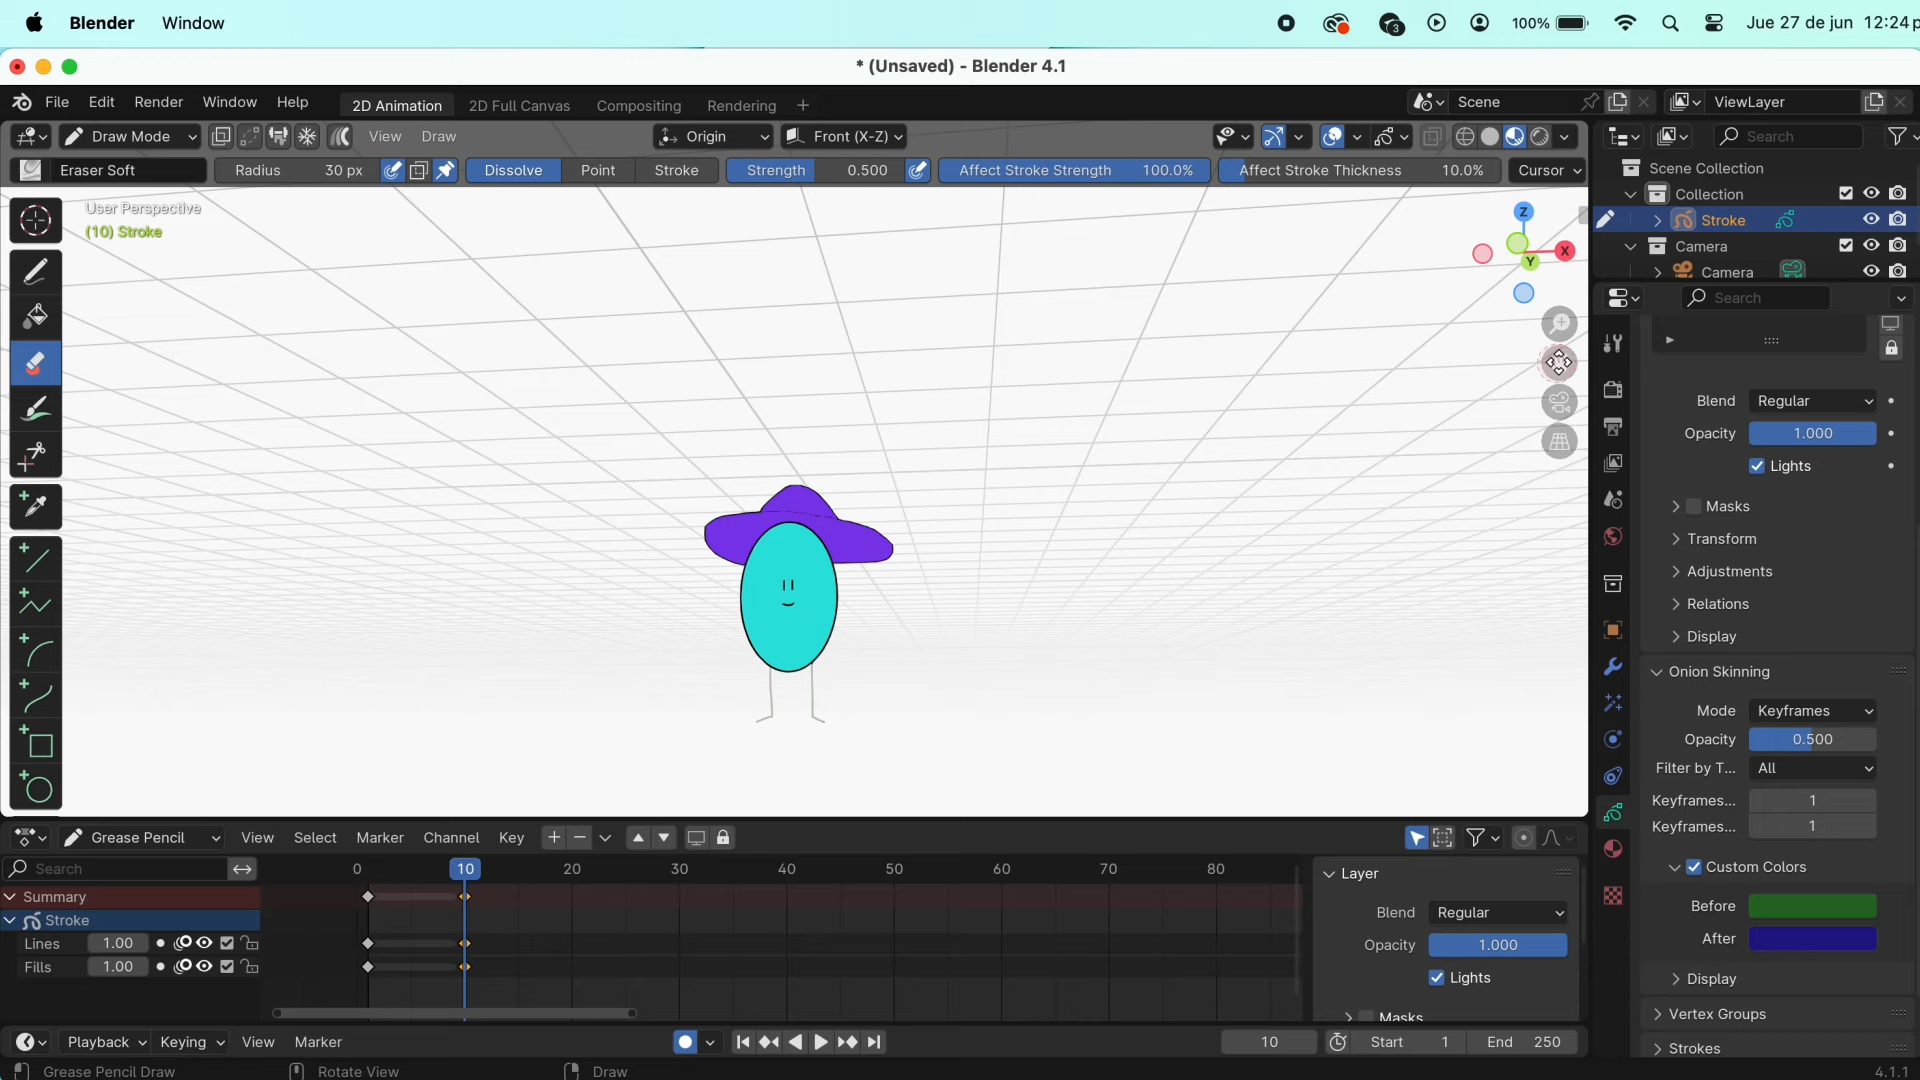 Blender Window 3 100% Jue 27 de jun 12:24
* (Unsaved) - Blender 4.1
File Edit Render Window Help 2D Animation 2D Full Canvas Compositing Rendering + Scene ViewLayer
Draw Mode View Draw Origin Front (X-Z) Search
Eraser Soft Radius 30 px Dissolve Point Stroke Strength 0.500 Affect Stroke Strength 100.0% Affect Stroke Thickness 10.0% Cursor
Scene Collection
Collection
Stroke
Camera
Camera
User Perspective
(10) Stroke
Z
X
Y
Search
Blend Regular
Opacity 1.000
Lights
Masks
Transform
Adjustments
Relations
Display
Onion Skinning
Mode Keyframes
Opacity 0.500
Filter by T... All
Keyframes... 1
Keyframes... 1
Custom Colors
Before
After
Display
Vertex Groups
Strokes
Grease Pencil View Select Marker Channel Key
Search 0 10 20 30 40 50 60 70 80
Summary
Stroke
Lines 1.00
Fills 1.00
Layer
Blend Regular
Opacity 1.000
Lights
Masks
Playback Keying View Marker 10 Start 1 End 250
Grease Pencil Draw Rotate View Draw 4.1.1